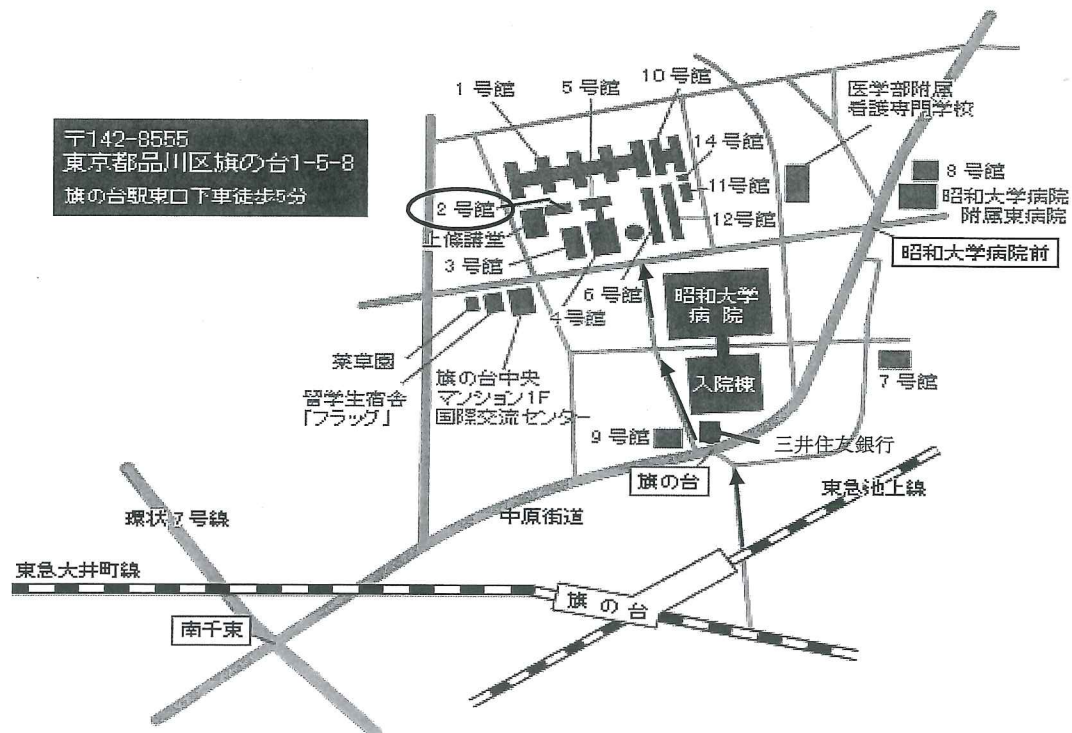 〒142-8555
東京都品川区旗の台1-5-8
旗の台駅東口下車徒歩5分
1号館
5号館
10号館
医学部附属
看護専門学校
14号館
8号館
2号館
11号館
昭和大学病院
附属東病院
12号館
上條講堂
昭和大学病院前
3号館
6号館
昭和大学
病院
4号館
薬草園
旗の台中央
マンション1F
国際交流センター
入院棟
7号館
留学生宿舎
「フラッグ」
9号館
三井住友銀行
旗の台
東急池上線
中原街道
環状7号線
東急大井町線
旗の台
南千束